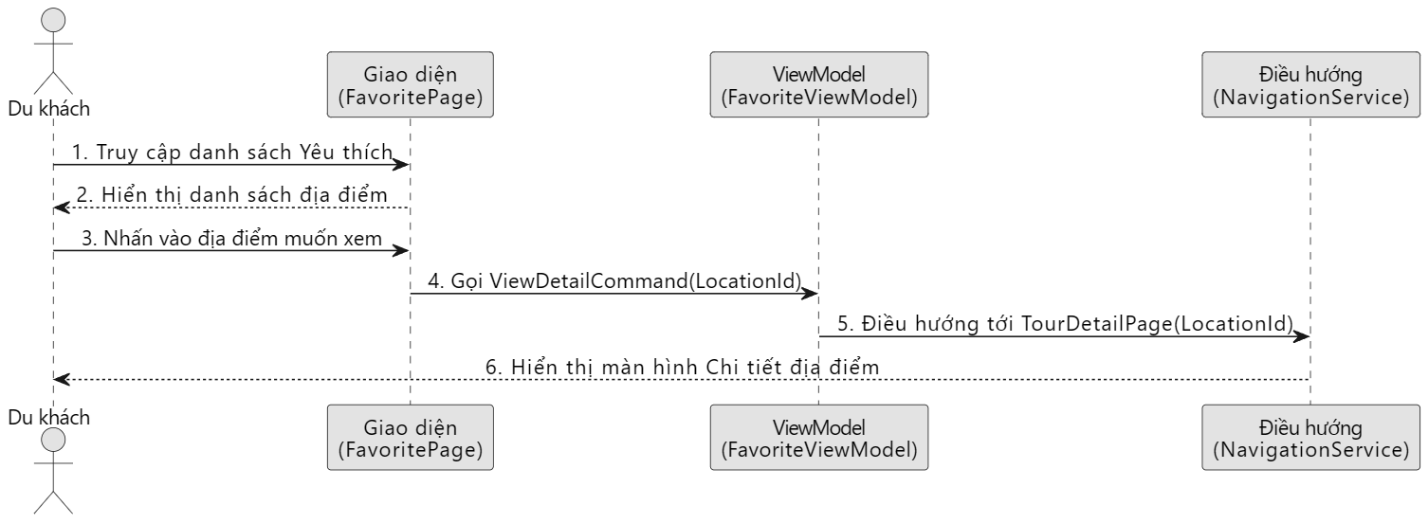 Du khách
Giao diện
(FavoritePage)
ViewModel
(FavoriteViewModel)
Điều hướng
(NavigationService)
1. Truy cập danh sách Yêu thích
2. Hiển thị danh sách địa điểm
3. Nhấn vào địa điểm muốn xem
4. Gọi ViewDetailCommand(LocationId)
5. Điều hướng tới TourDetailPage(LocationId)
6. Hiển thị màn hình Chi tiết địa điểm
Du khách
Giao diện
(FavoritePage)
ViewModel
(FavoriteViewModel)
Điều hướng
(NavigationService)